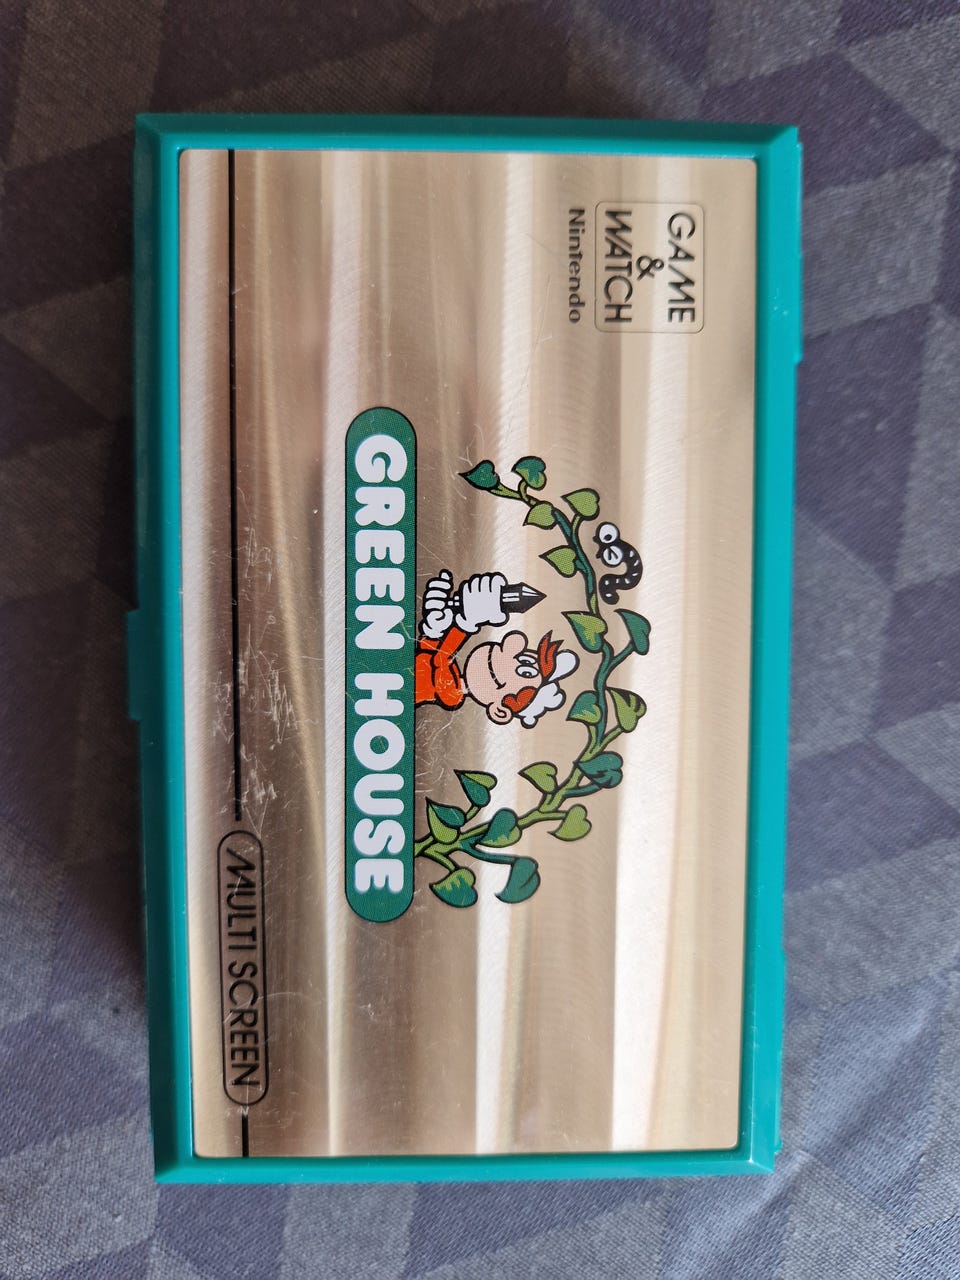 GAME
&
WATCH
Nintendo
GREEN HOUSE
MULTI SCREEN